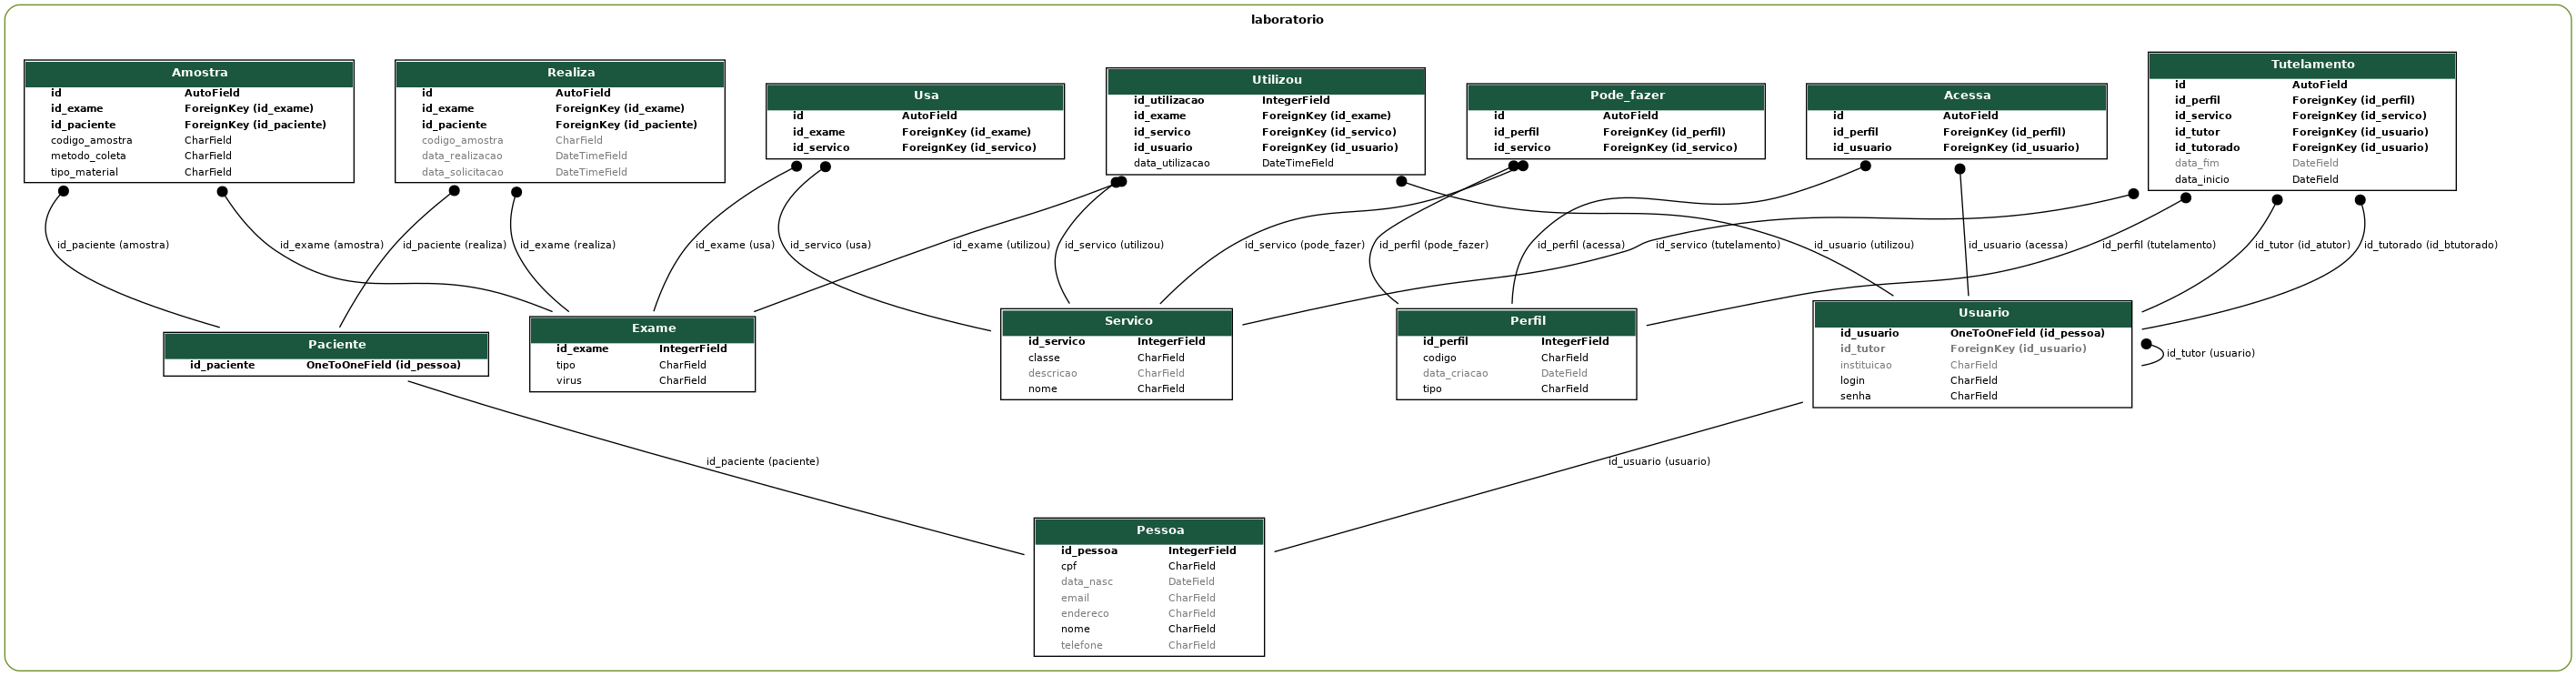 laboratorio
Amostra
id AutoField
id_exame ForeignKey (id_exame)
id_paciente ForeignKey (id_paciente)
codigo_amostra CharField
metodo_coleta CharField
tipo_material CharField
Realiza
id AutoField
id_exame ForeignKey (id_exame)
id_paciente ForeignKey (id_paciente)
codigo_amostra CharField
data_realizacao DateTimeField
data_solicitacao DateTimeField
Usa
id AutoField
id_exame ForeignKey (id_exame)
id_servico ForeignKey (id_servico)
Utilizou
id_utilizacao IntegerField
id_exame ForeignKey (id_exame)
id_servico ForeignKey (id_servico)
id_usuario ForeignKey (id_usuario)
data_utilizacao DateTimeField
Pode_fazer
id AutoField
id_perfil ForeignKey (id_perfil)
id_servico ForeignKey (id_servico)
Acessa
id AutoField
id_perfil ForeignKey (id_perfil)
id_usuario ForeignKey (id_usuario)
Tutelamento
id AutoField
id_perfil ForeignKey (id_perfil)
id_servico ForeignKey (id_servico)
id_tutor ForeignKey (id_usuario)
id_tutorado ForeignKey (id_usuario)
data_fim DateField
data_inicio DateField
id_paciente (amostra)
id_exame (amostra)
id_paciente (realiza)
id_exame (realiza)
id_exame (usa)
id_servico (usa)
id_exame (utilizou)
id_servico (utilizou)
id_servico (pode_fazer)
id_perfil (pode_fazer)
id_perfil (acessa)
id_servico (tutelamento)
id_usuario (utilizou)
id_usuario (acessa)
id_perfil (tutelamento)
id_tutor (id_atutor)
id_tutorado (id_btutorado)
Paciente
id_paciente OneToOneField (id_pessoa)
Exame
id_exame IntegerField
tipo CharField
virus CharField
Servico
id_servico IntegerField
classe CharField
descricao CharField
nome CharField
Perfil
id_perfil IntegerField
codigo CharField
data_criacao DateField
tipo CharField
Usuario
id_usuario OneToOneField (id_pessoa)
id_tutor ForeignKey (id_usuario)
instituicao CharField
login CharField
senha CharField
id_tutor (usuario)
id_paciente (paciente)
id_usuario (usuario)
Pessoa
id_pessoa IntegerField
cpf CharField
data_nasc DateField
email CharField
endereco CharField
nome CharField
telefone CharField